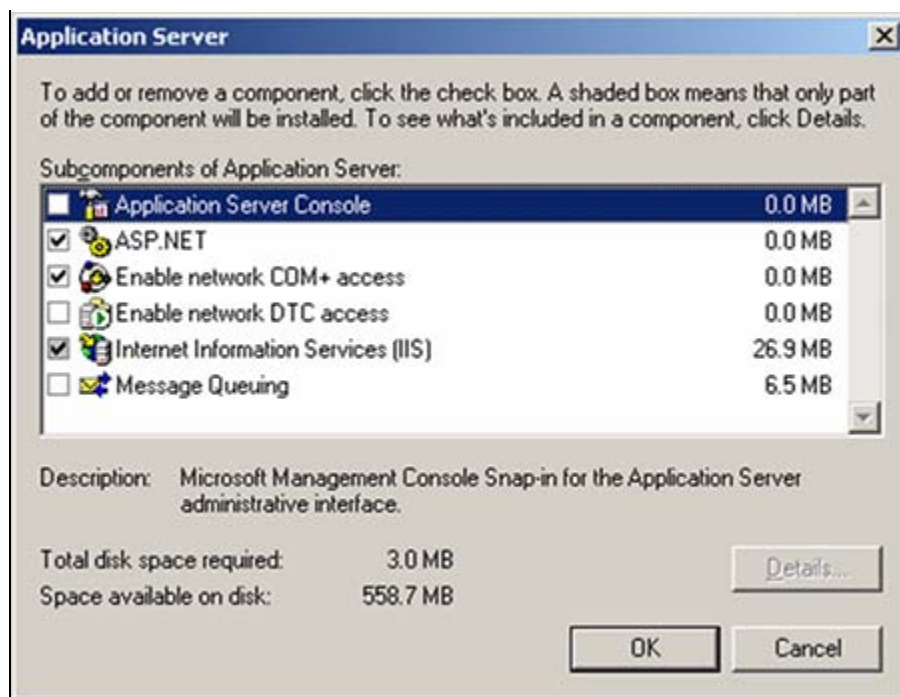 Application Server
To add or remove a component, click the check box. A shaded box means that only part
of the component will be installed. To see what's included in a component, click Details.
Subcomponents of Application Server:
Application Server Console 0.0 MB
ASP.NET 0.0 MB
Enable network COM+ access 0.0 MB
Enable network DTC access 0.0 MB
Internet Information Services (IIS) 26.9 MB
Message Queuing 6.5 MB
Description: Microsoft Management Console Snap-in for the Application Server
administrative interface.
Total disk space required: 3.0 MB
Space available on disk: 558.7 MB
Details...
OK Cancel